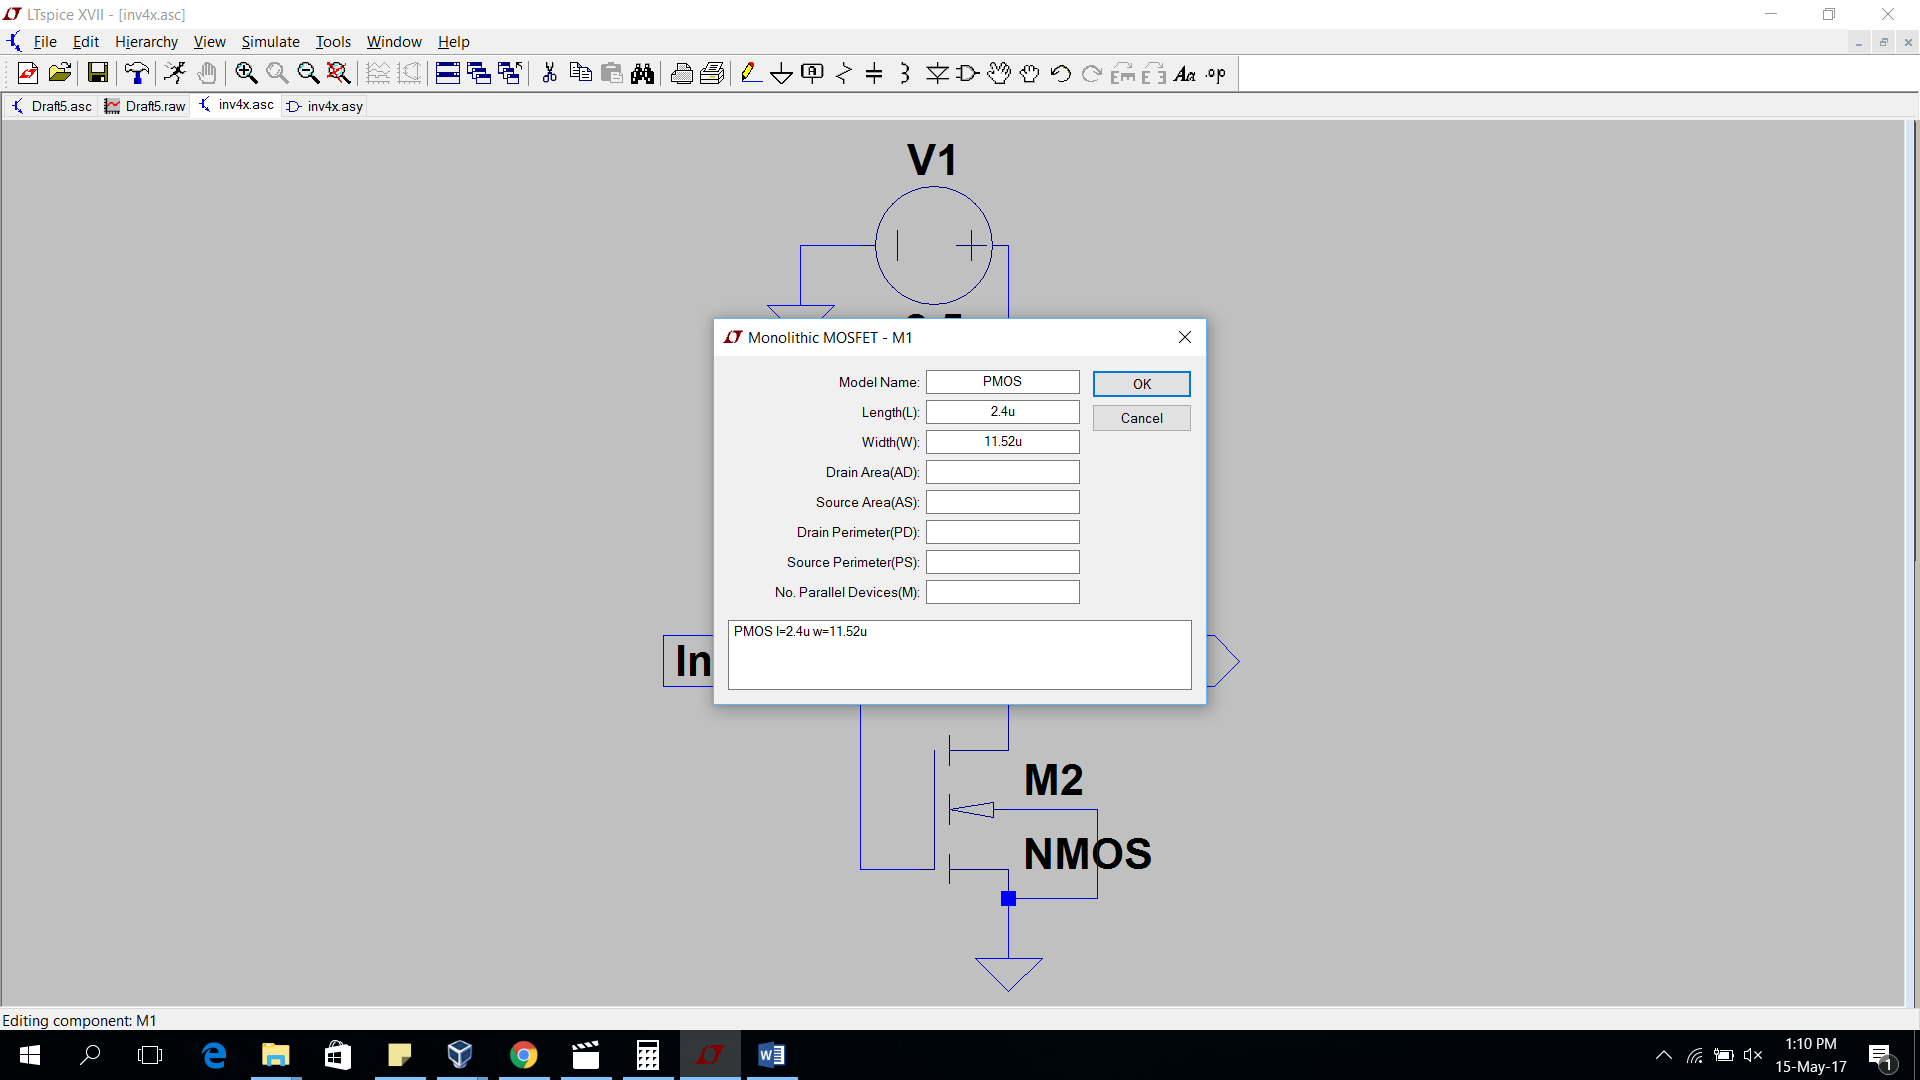 LTspice XVII - [inv4x.asc]
File Edit Hierarchy View Simulate Tools Window Help
Draft5.asc Draft5.raw inv4x.asc inv4x.asy
V1
Monolithic MOSFET - M1
Model Name: PMOS OK
Length(L): 2.4u Cancel
Width(W): 11.52u
Drain Area(AD):
Source Area(AS):
Drain Perimeter(PD):
Source Perimeter(PS):
No. Parallel Devices(M):
PMOS l=2.4u w=11.52u
In
M2
NMOS
Editing component: M1
1:10 PM
15-May-17
1